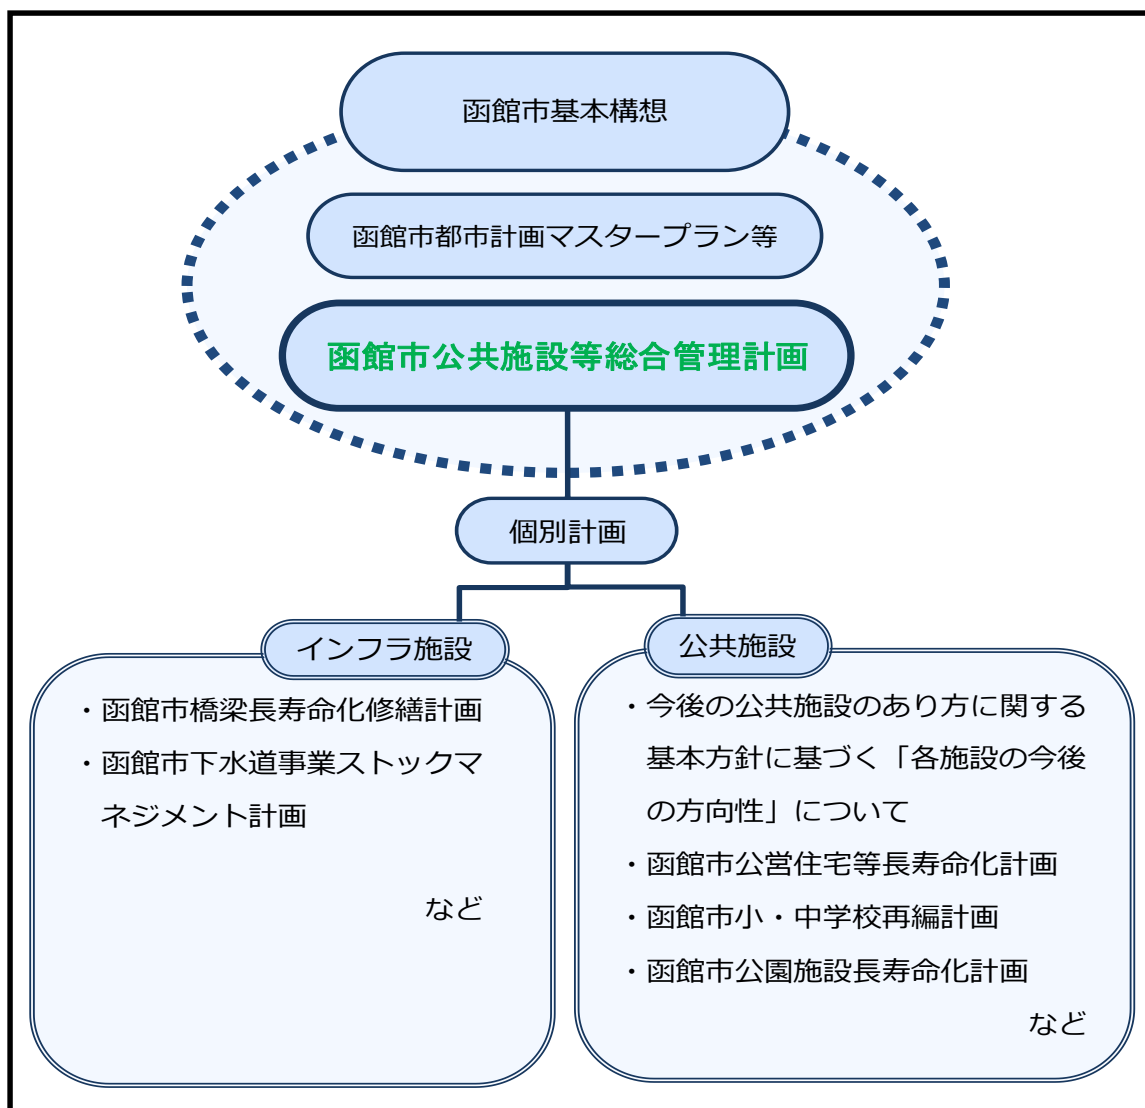 函館市基本構想
函館市都市計画マスタープラン等
函館市公共施設等総合管理計画
個別計画
インフラ施設
・函館市橋梁長寿命化修繕計画
・函館市下水道事業ストックマ
ネジメント計画
など
公共施設
・今後の公共施設のあり方に関する
基本方針に基づく「各施設の今後
の方向性」について
・函館市公営住宅等長寿命化計画
・函館市小・中学校再編計画
・函館市公園施設長寿命化計画
など